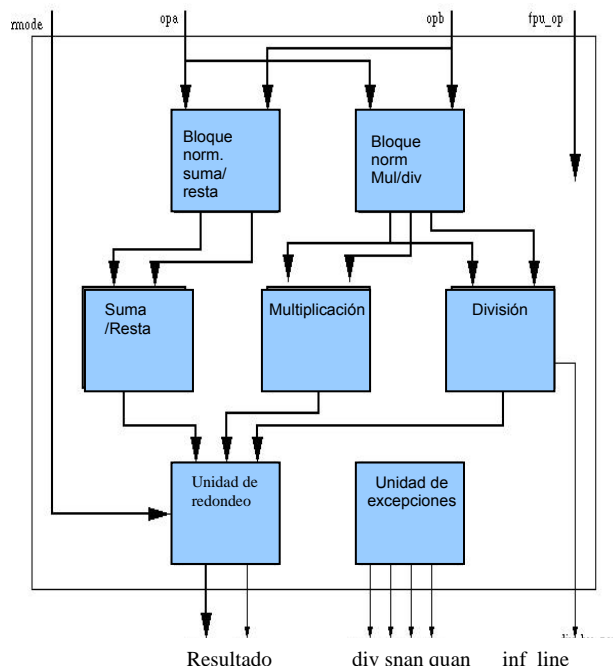 rmode opa opb fpu_op
Bloque
norm.
suma/
resta
Bloque
norm
Mul/div
Suma
/Resta
Multiplicación
División
Unidad de
redondeo
Unidad de
excepciones
Resultado div snan quan inf line